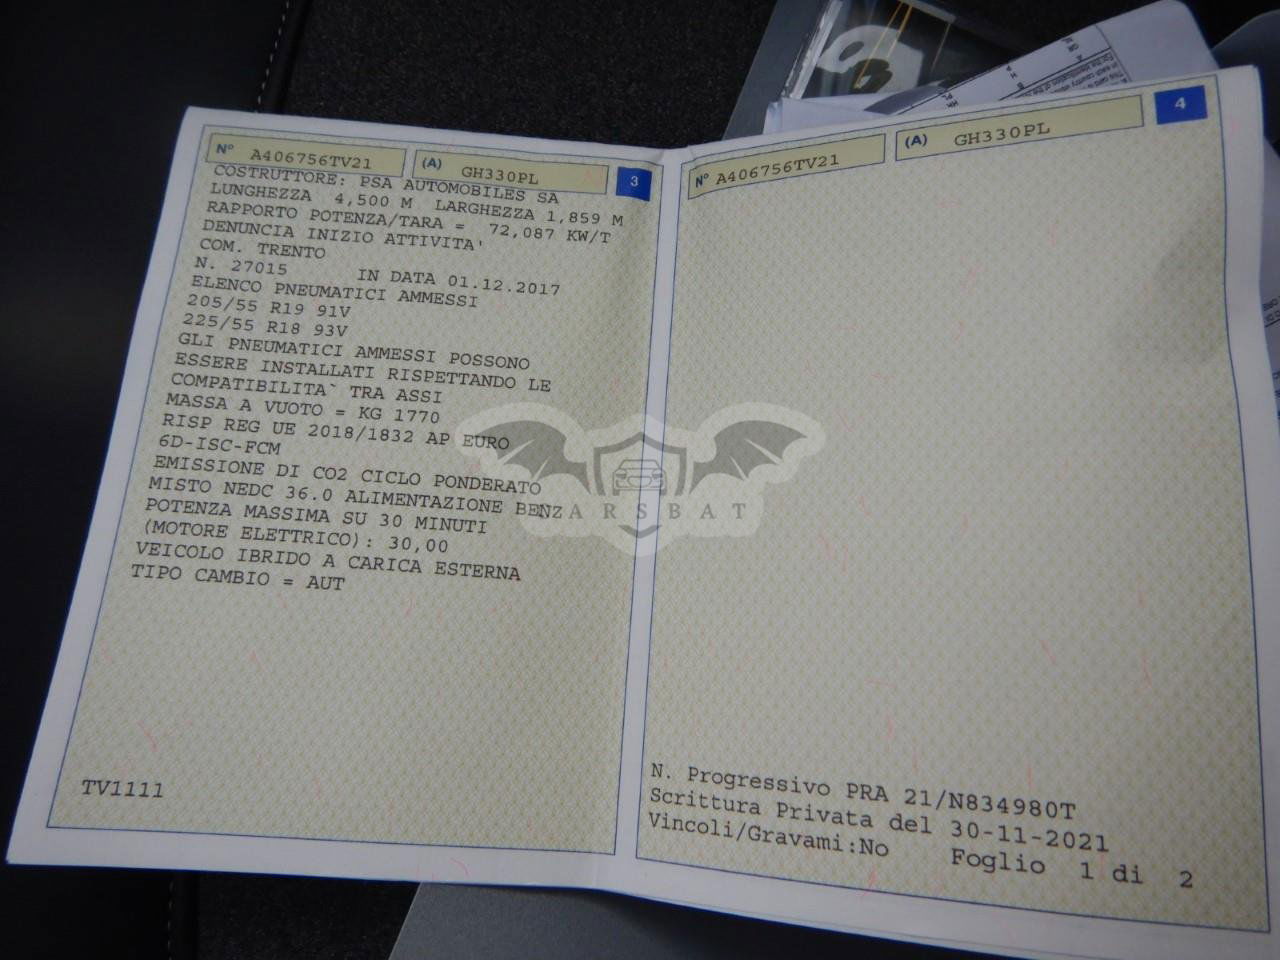 N° A406756TV21 (A) GH330PL 3
COSTRUTTORE: PSA AUTOMOBILES SA
LUNGHEZZA 4,500 M LARGHEZZA 1,859 M
RAPPORTO POTENZA/TARA = 72,087 KW/T
DENUNCIA INIZIO ATTIVITA'
COM. TRENTO
N. 27015 IN DATA 01.12.2017
ELENCO PNEUMATICI AMMESSI
205/55 R19 91V
225/55 R18 93V
GLI PNEUMATICI AMMESSI POSSONO
ESSERE INSTALLATI RISPETTANDO LE
COMPATIBILITA` TRA ASSI
MASSA A VUOTO = KG 1770
RISP REG UE 2018/1832 AP EURO
6D-ISC-FCM
EMISSIONE DI CO2 CICLO PONDERATO
MISTO NEDC 36.0 ALIMENTAZIONE BENZ
POTENZA MASSIMA SU 30 MINUTI
(MOTORE ELETTRICO): 30,00
VEICOLO IBRIDO A CARICA ESTERNA
TIPO CAMBIO = AUT
TV1111
N° A406756TV21 (A) GH330PL 4
N. Progressivo PRA 21/N834980T
Scrittura Privata del 30-11-2021
Vincoli/Gravami:No Foglio 1 di 2
CARSBAT